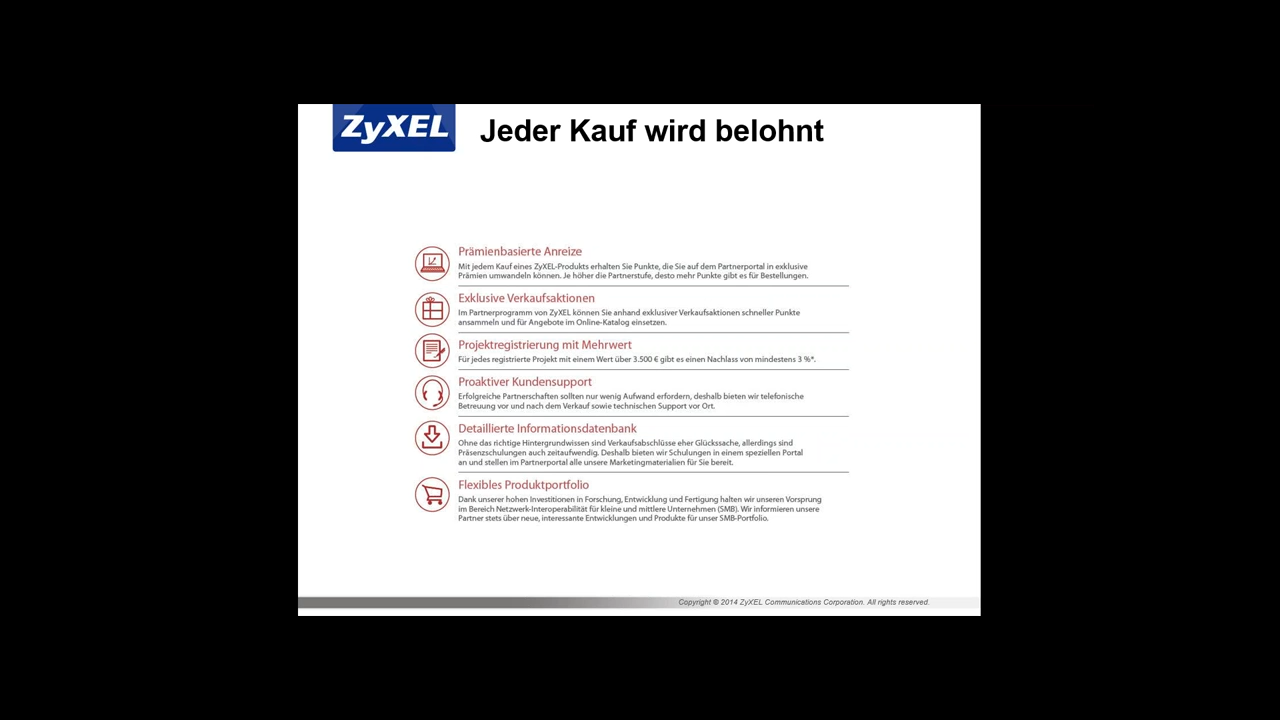 ZyXEL
Jeder Kauf wird belohnt
Prämienbasierte Anreize
Mit jedem Kauf eines ZyXEL-Produkts erhalten Sie Punkte, die Sie auf dem Partnerportal in exklusive
Prämien umwandeln können. Je höher die Partnerstufe, desto mehr Punkte gibt es für Bestellungen.
Exklusive Verkaufsaktionen
Im Partnerprogramm von ZyXEL können Sie anhand exklusiver Verkaufsaktionen schneller Punkte
ansammeln und für Angebote im Online-Katalog einsetzen.
Projektregistrierung mit Mehrwert
Für jedes registrierte Projekt mit einem Wert über 3.500 € gibt es einen Nachlass von mindestens 3 %*.
Proaktiver Kundensupport
Erfolgreiche Partnerschaften sollten nur wenig Aufwand erfordern, deshalb bieten wir telefonische
Betreuung vor und nach dem Verkauf sowie technischen Support vor Ort.
Detaillierte Informationsdatenbank
Ohne das richtige Hintergrundwissen sind Verkaufsabschlüsse eher Glückssache, allerdings sind
Präsenzschulungen auch zeitaufwendig. Deshalb bieten wir Schulungen in einem speziellen Portal
an und stellen im Partnerportal alle unsere Marketingmaterialien für Sie bereit.
Flexibles Produktportfolio
Dank unserer hohen Investitionen in Forschung, Entwicklung und Fertigung halten wir unseren Vorsprung
im Bereich Netzwerk-Interoperabilität für kleine und mittlere Unternehmen (SMB). Wir informieren unsere
Partner stets über neue, interessante Entwicklungen und Produkte für unser SMB-Portfolio.
Copyright © 2014 ZyXEL Communications Corporation. All rights reserved.